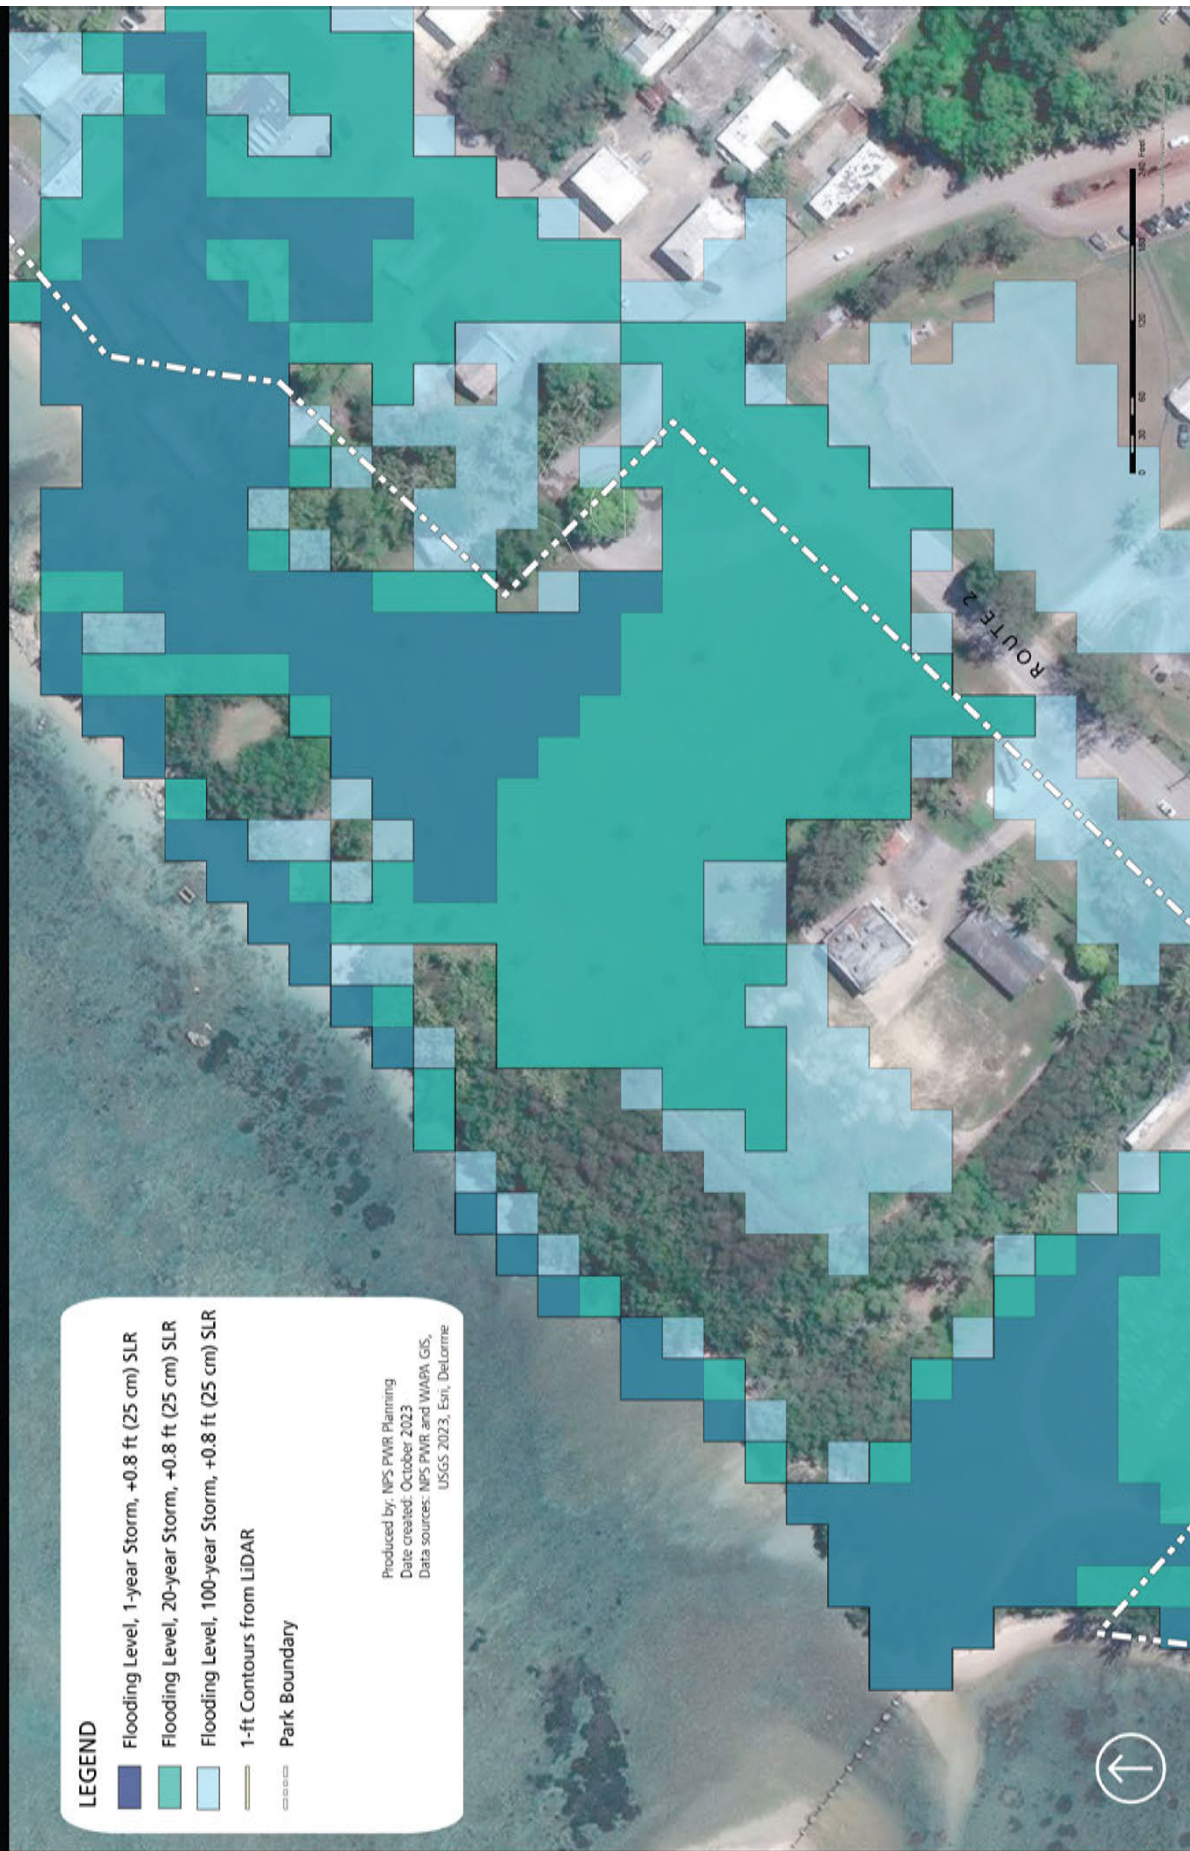 LEGEND
Flooding Level, 1-year Storm, +0.8 ft (25 cm) SLR
Flooding Level, 20-year Storm, +0.8 ft (25 cm) SLR
Flooding Level, 100-year Storm, +0.8 ft (25 cm) SLR
1-ft Contours from LiDAR
Park Boundary
Produced by: NPS PWR Planning
Date created: October 2023
Data sources: NPS PWR and WAPA GIS,
USGS 2023, Esri, DeLorme
ROUTE 2
0 30 60 120 180 240 Feet